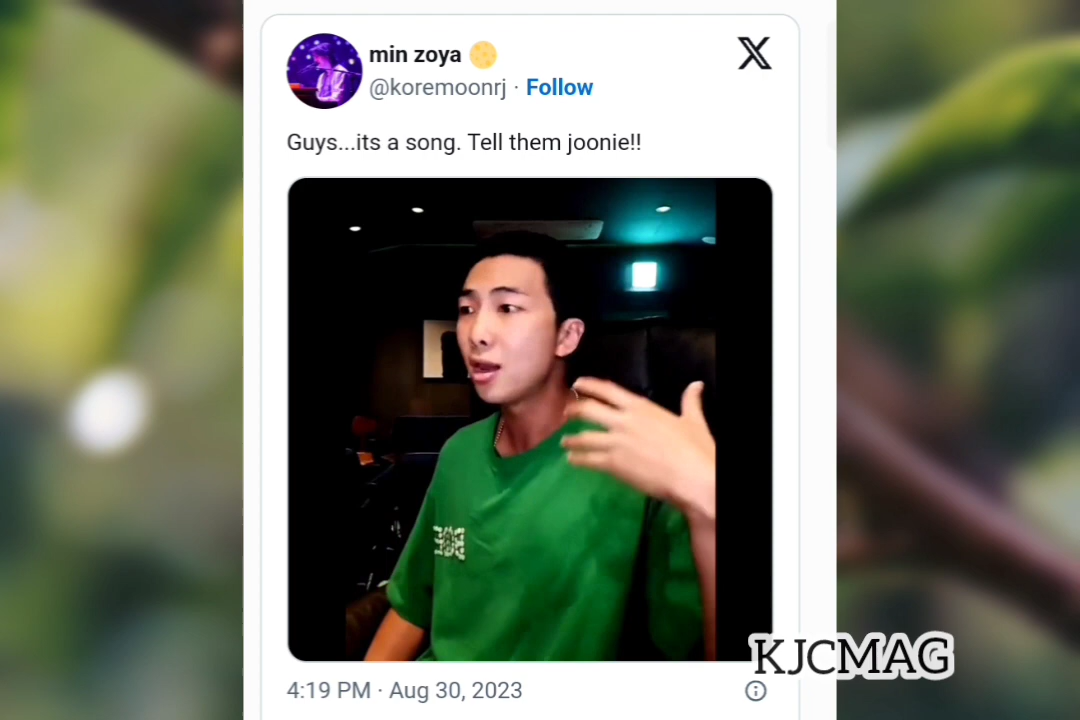 min zoya 🌕
@koremoonrj · Follow
Guys...its a song. Tell them joonie!!
4:19 PM · Aug 30, 2023
KJCMAG